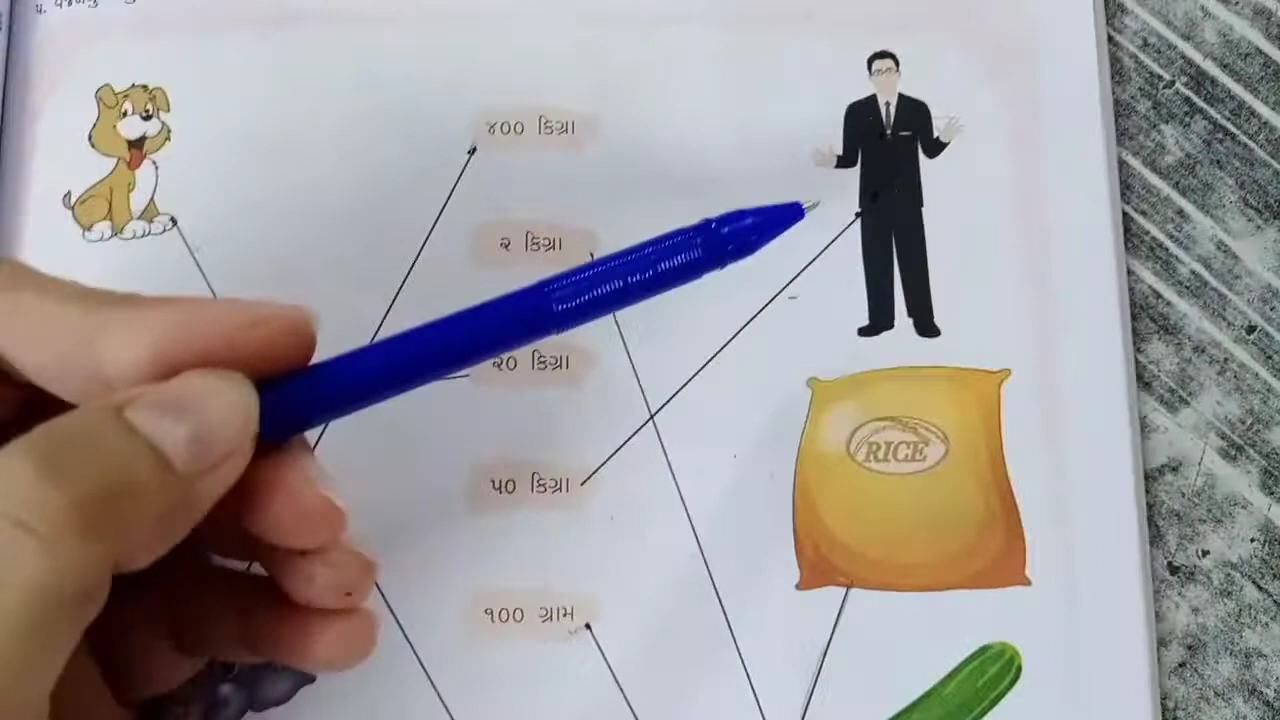 ૪૦૦ કિગ્રા
૨ કિગ્રા
૨૦ કિગ્રા
RICE
૫૦ કિગ્રા
૧૦૦ ગ્રામ